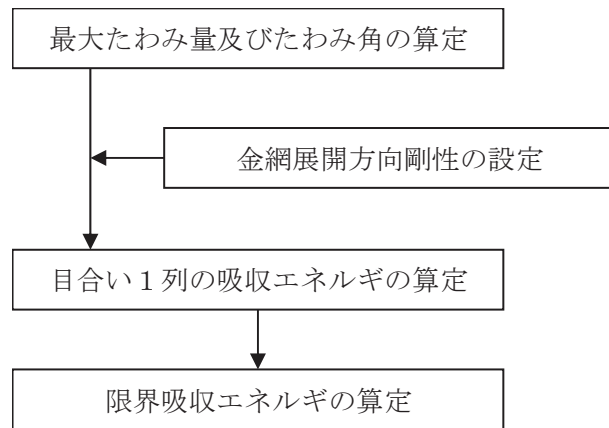 最大たわみ量及びたわみ角の算定
金網展開方向剛性の設定
目合い１列の吸収エネルギの算定
限界吸収エネルギの算定